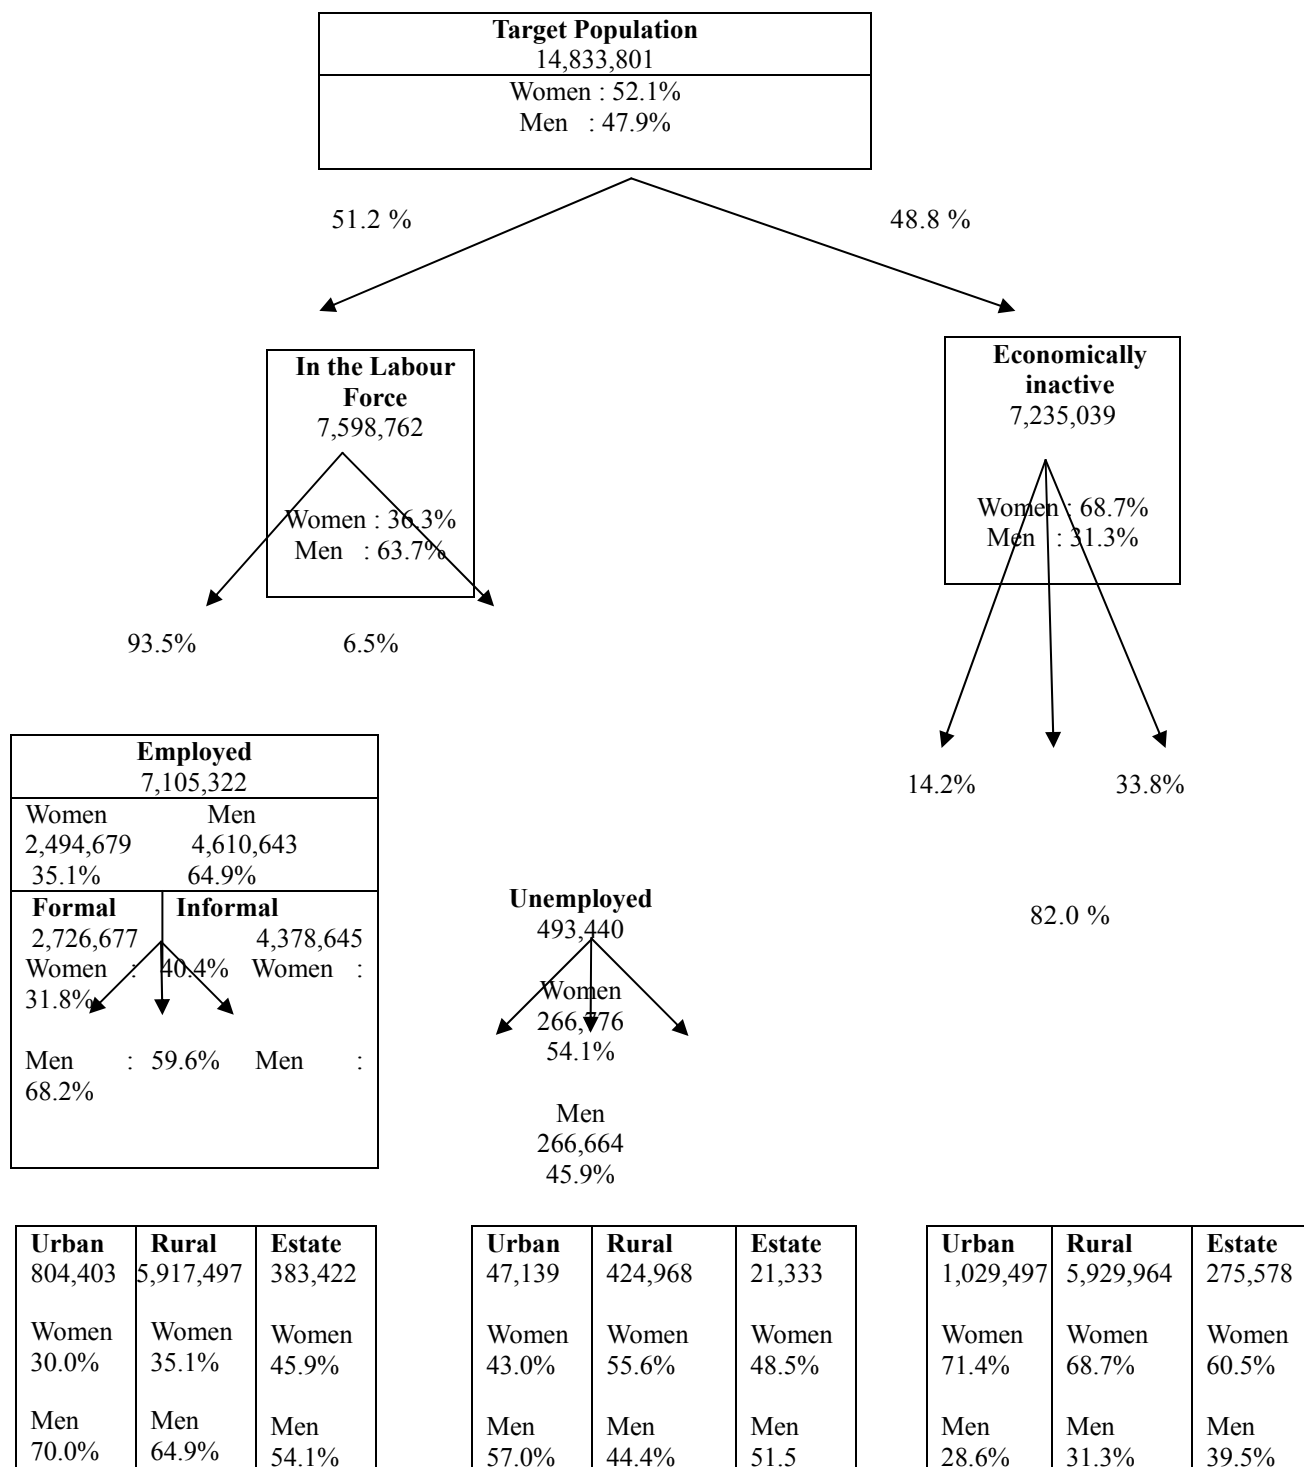 Target Population
14,833,801
Women : 52.1%
Men : 47.9%
51.2 %
48.8 %
In the Labour
Force
7,598,762
Women : 36.3%
Men : 63.7%
Economically
inactive
7,235,039
Women : 68.7%
Men : 31.3%
93.5%
6.5%
14.2%
33.8%
82.0 %
Employed
7,105,322
Women Men
2,494,679 4,610,643
35.1% 64.9%
Formal Informal
2,726,677 4,378,645
Women : 40.4% Women :
31.8%
Men : 59.6% Men :
68.2%
Unemployed
493,440
Women
266,776
54.1%
Men
266,664
45.9%
Urban Rural Estate
804,403 5,917,497 383,422
Women Women Women
30.0% 35.1% 45.9%
Men Men Men
70.0% 64.9% 54.1%
Urban Rural Estate
47,139 424,968 21,333
Women Women Women
43.0% 55.6% 48.5%
Men Men Men
57.0% 44.4% 51.5
Urban Rural Estate
1,029,497 5,929,964 275,578
Women Women Women
71.4% 68.7% 60.5%
Men Men Men
28.6% 31.3% 39.5%